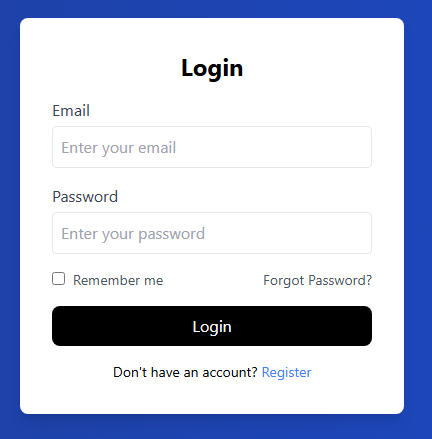 Login
Email
Enter your email
Password
Enter your password
Remember me Forgot Password?
Login
Don't have an account? Register